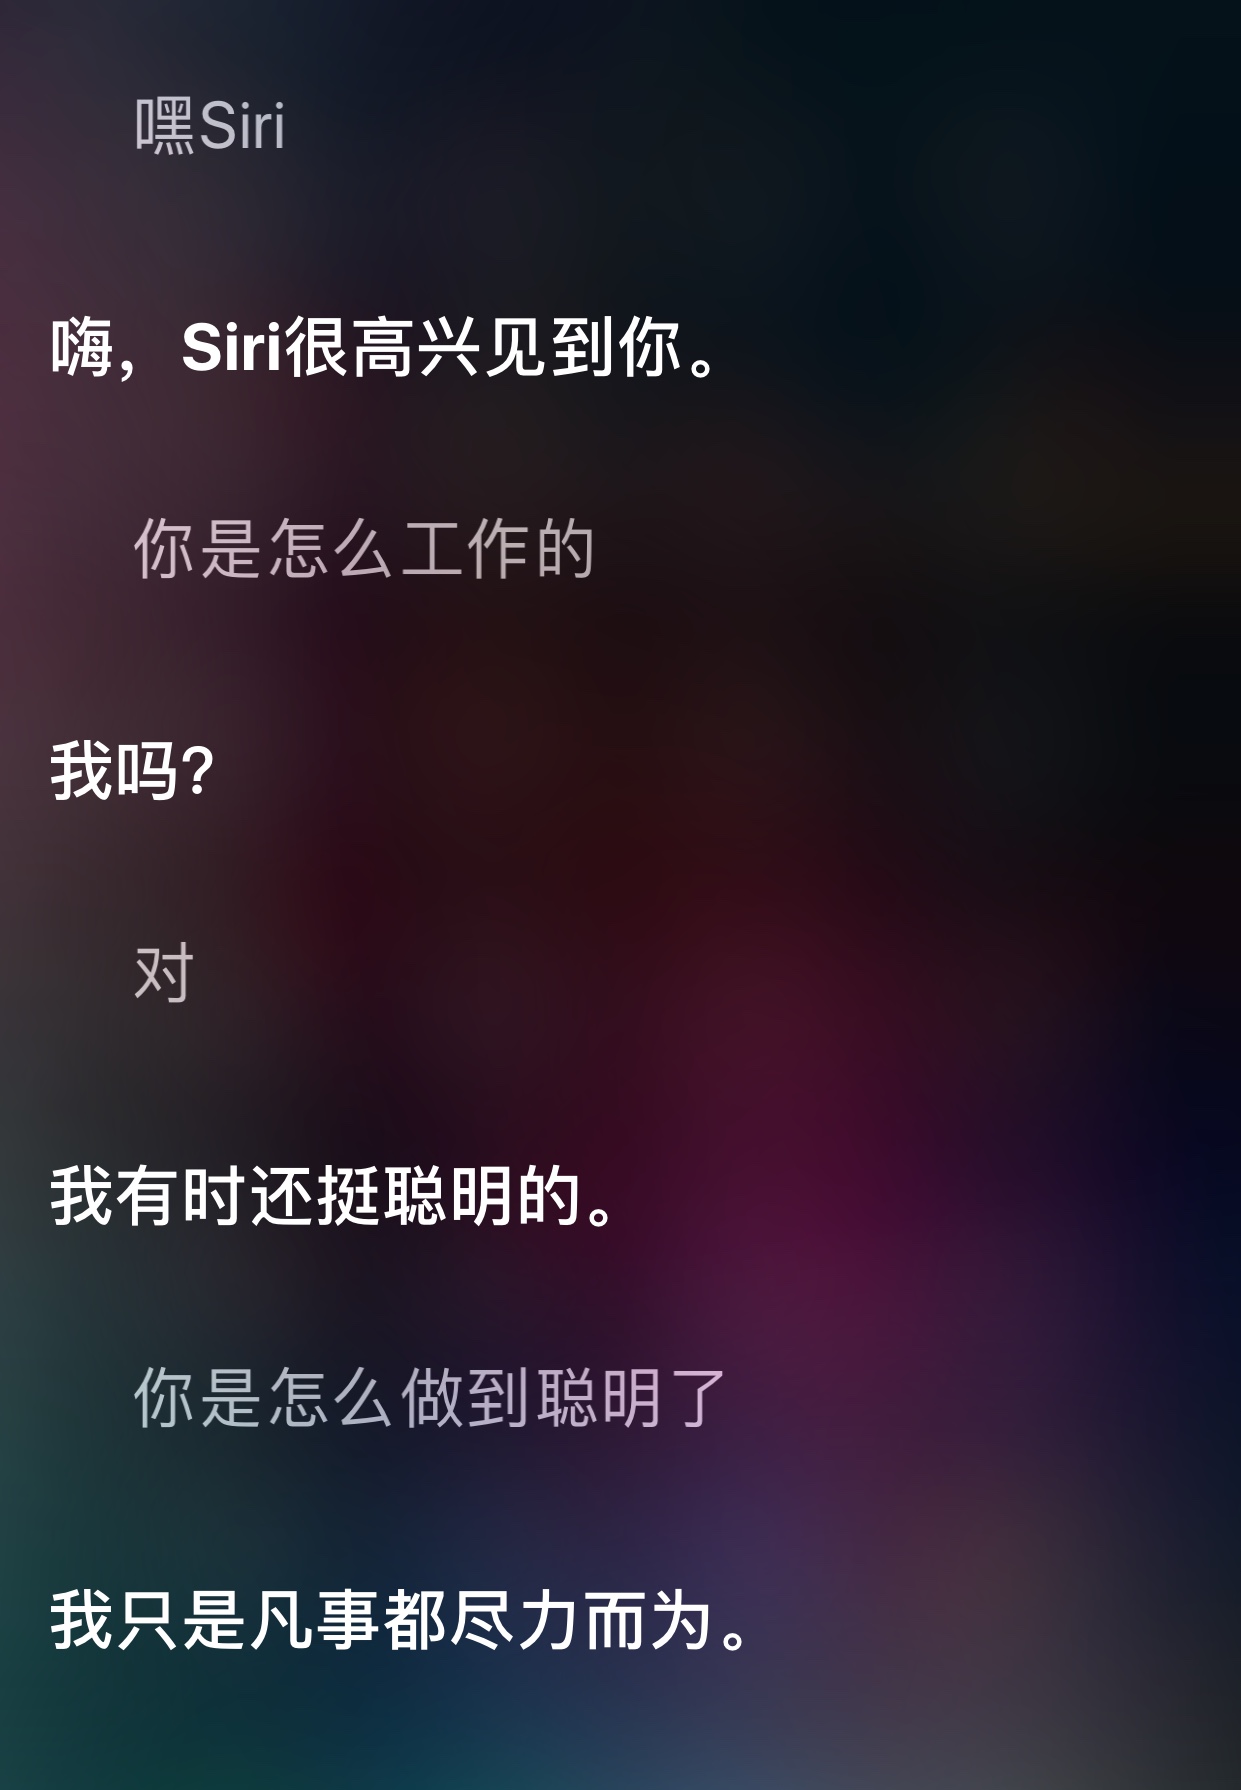 嘿Siri
嗨，Siri很高兴见到你。
你是怎么工作的
我吗？
对
我有时还挺聪明的。
你是怎么做到聪明了
我只是凡事都尽力而为。